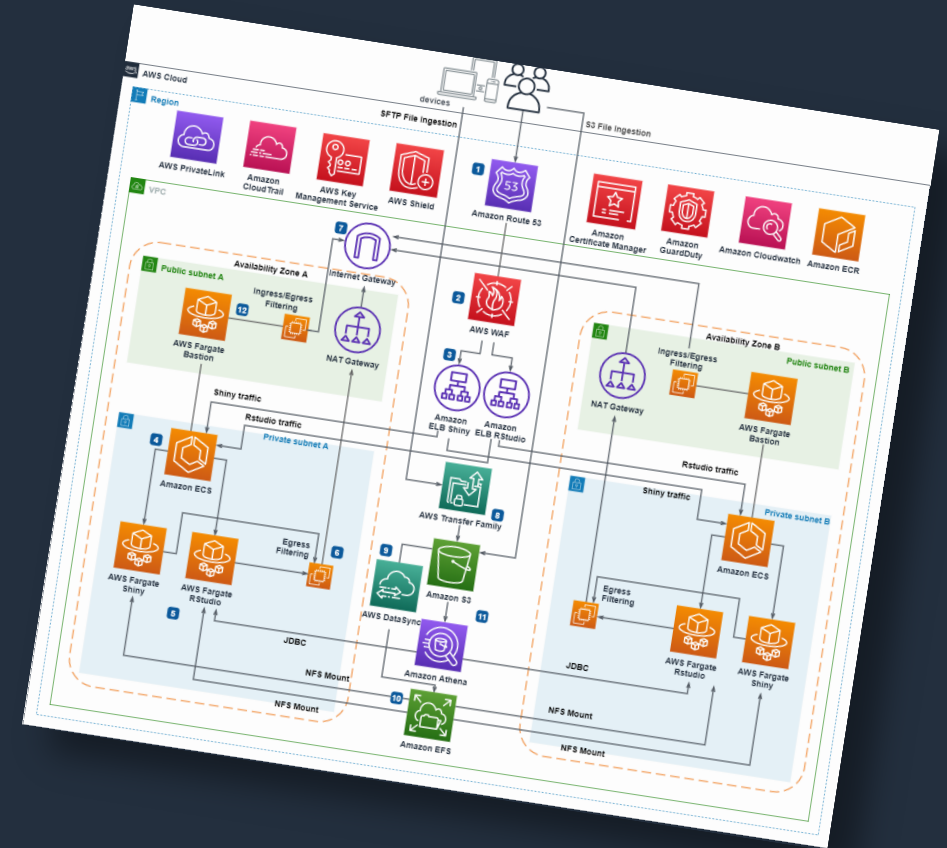 devices
AWS Cloud
SFTP File Ingestion
S3 File Ingestion
Region
AWS PrivateLink
Amazon
CloudTrail
AWS Key
Management Service
AWS Shield
1
53
Amazon Route 53
Amazon
Certificate Manager
Amazon
GuardDuty
Amazon Cloudwatch
Amazon ECR
VPC
7
Internet Gateway
Availability Zone A
Public subnet A
AWS Fargate
Bastion
12
Ingress/Egress
Filtering
NAT Gateway
2
AWS WAF
3
Amazon
ELB Shiny
Amazon
ELB RStudio
Availability Zone B
Public subnet B
NAT Gateway
Ingress/Egress
Filtering
AWS Fargate
Bastion
Shiny traffic
Rstudio traffic
Private subnet A
4
Amazon ECS
AWS Fargate
Shiny
AWS Fargate
RStudio
5
Egress
Filtering
6
AWS Transfer Family
8
9
AWS DataSync
Amazon S3
11
Amazon Athena
10
Amazon EFS
Rstudio traffic
Shiny traffic
Private subnet B
Amazon ECS
Egress
Filtering
AWS Fargate
Rstudio
AWS Fargate
Shiny
JDBC
JDBC
NFS Mount
NFS Mount
NFS Mount
NFS Mount